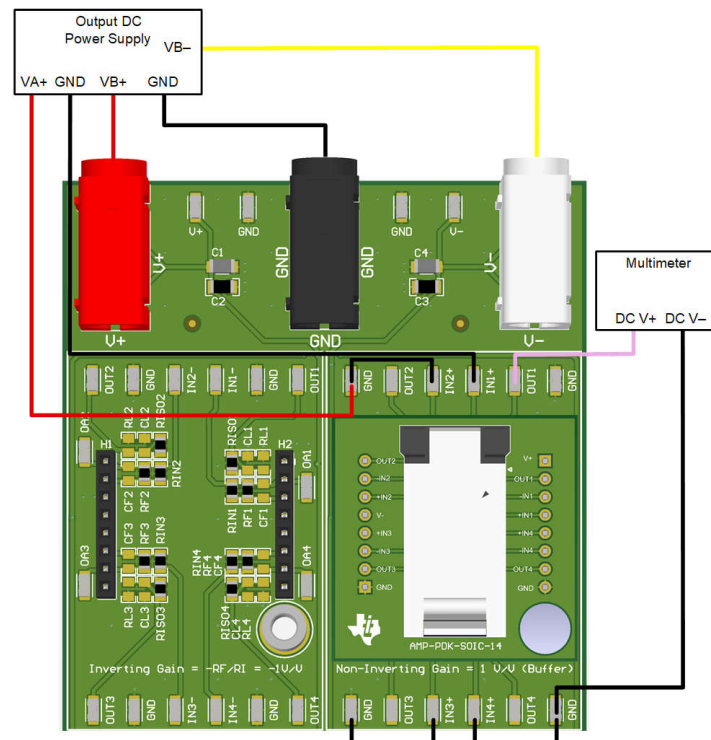 Output DC
Power Supply
VB–
VA+ GND VB+ GND
V+
GND
GND
V-
C1
C4
C2
C3
V+
GND
GND
V-
V+
GND
V-
Multimeter
DC V+ DC V–
OUT2
GND
IN2-
IN1-
GND
OUT1
GND
OUT2
IN2+
IN1+
OUT1
GND
RL2
CL2
RISO2
RISO
CL1
RL1
H1
H2
OA1
CF2
RF2
RIN2
RIN1
RF1
CF1
OA3
CF3
RF3
RIN3
RIN4
RF4
CF4
OA4
RL3
CL3
RISO3
RISO4
CL4
RL4
OUT2
-IN2
+IN2
V-
+IN3
-IN3
OUT3
GND
V+
OUT1
-IN1
+IN1
+IN4
-IN4
OUT4
GND
AMP-PDK-SOIC-14
Inverting Gain = -RF/RI = -1V/V
Non-Inverting Gain = 1 V/V (Buffer)
OUT3
GND
IN3-
IN4-
GND
OUT4
GND
OUT3
IN3+
IN4+
OUT4
GND